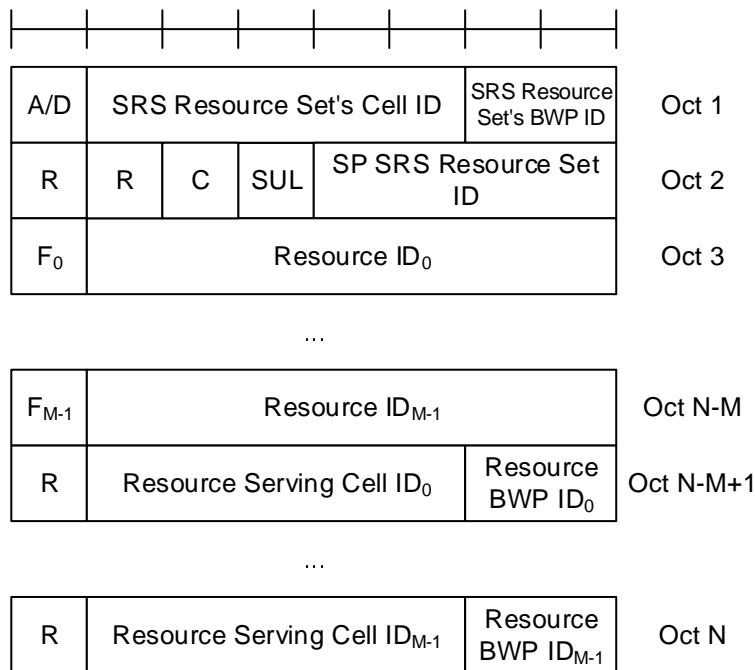 A/D SRS Resource Set's Cell ID SRS Resource Set's BWP ID Oct 1
R R C SUL SP SRS Resource Set ID Oct 2
F0 Resource ID0 Oct 3
...
FM-1 Resource IDM-1 Oct N-M
R Resource Serving Cell ID0 Resource BWP ID0 Oct N-M+1
...
R Resource Serving Cell IDM-1 Resource BWP IDM-1 Oct N